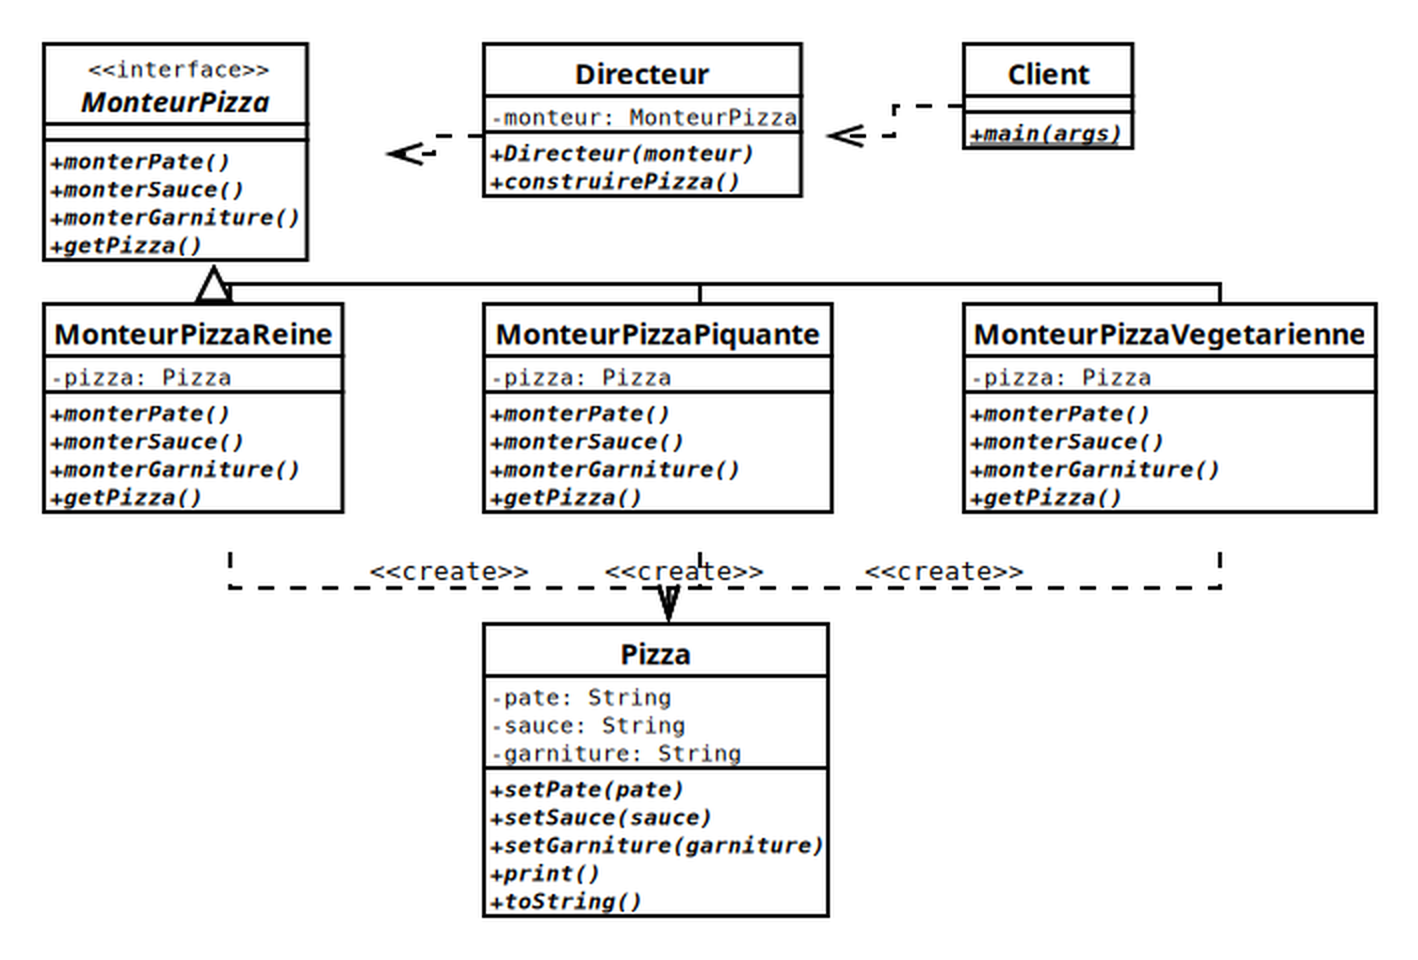 <<interface>>
MonteurPizza
+monterPate()
+monterSauce()
+monterGarniture()
+getPizza()
Directeur
-monteur: MonteurPizza
+Directeur(monteur)
+construirePizza()
Client
+main(args)
MonteurPizzaReine
-pizza: Pizza
+monterPate()
+monterSauce()
+monterGarniture()
+getPizza()
MonteurPizzaPiquante
-pizza: Pizza
+monterPate()
+monterSauce()
+monterGarniture()
+getPizza()
MonteurPizzaVegetarienne
-pizza: Pizza
+monterPate()
+monterSauce()
+monterGarniture()
+getPizza()
<<create>>
<<create>>
<<create>>
Pizza
-pate: String
-sauce: String
-garniture: String
+setPate(pate)
+setSauce(sauce)
+setGarniture(garniture)
+print()
+toString()